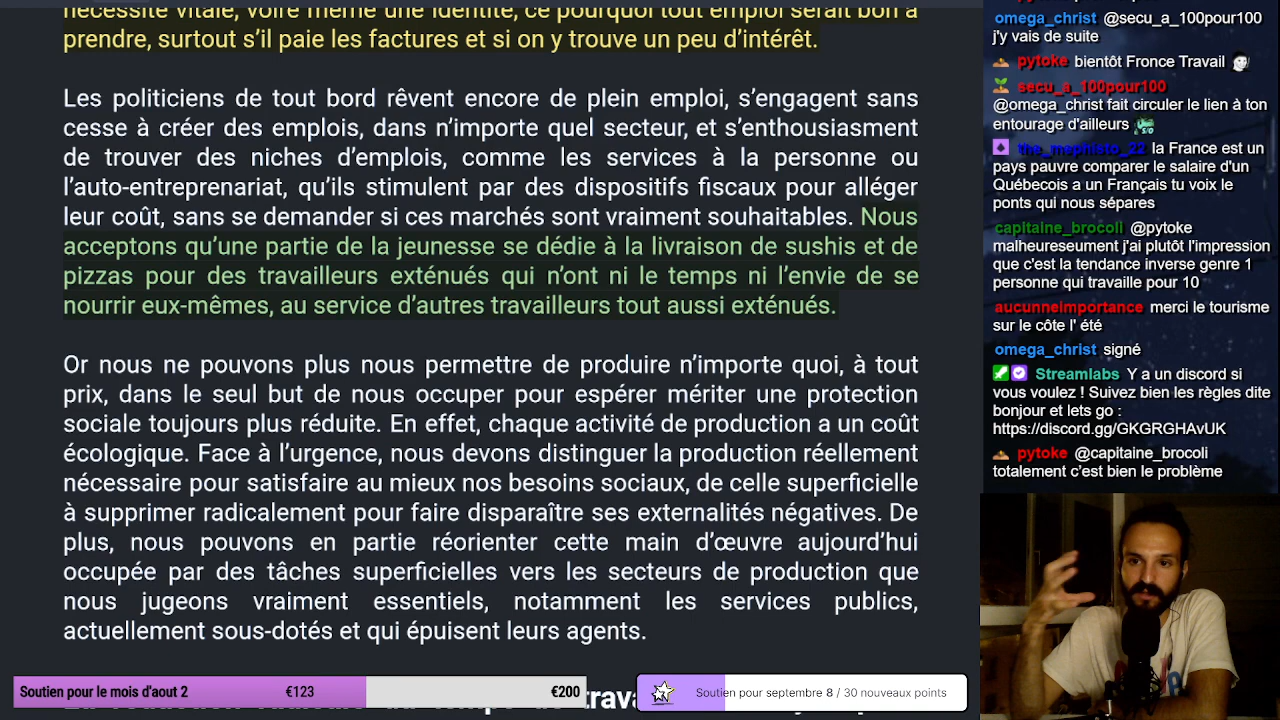 nécessité vitale, voire même une identité, ce pourquoi tout emploi serait bon à
prendre, surtout s’il paie les factures et si on y trouve un peu d’intérêt.
Les politiciens de tout bord rêvent encore de plein emploi, s’engagent sans
cesse à créer des emplois, dans n’importe quel secteur, et s’enthousiasment
de trouver des niches d’emplois, comme les services à la personne ou
l’auto-entreprenariat, qu’ils stimulent par des dispositifs fiscaux pour alléger
leur coût, sans se demander si ces marchés sont vraiment souhaitables. Nous
acceptons qu’une partie de la jeunesse se dédie à la livraison de sushis et de
pizzas pour des travailleurs exténués qui n’ont ni le temps ni l’envie de se
nourrir eux-mêmes, au service d’autres travailleurs tout aussi exténués.
Or nous ne pouvons plus nous permettre de produire n’importe quoi, à tout
prix, dans le seul but de nous occuper pour espérer mériter une protection
sociale toujours plus réduite. En effet, chaque activité de production a un coût
écologique. Face à l’urgence, nous devons distinguer la production réellement
nécessaire pour satisfaire au mieux nos besoins sociaux, de celle superficielle
à supprimer radicalement pour faire disparaître ses externalités négatives. De
plus, nous pouvons en partie réorienter cette main d’œuvre aujourd’hui
occupée par des tâches superficielles vers les secteurs de production que
nous jugeons vraiment essentiels, notamment les services publics,
actuellement sous-dotés et qui épuisent leurs agents.
Soutien pour le mois d'aout 2 €123 €200
Soutien pour septembre 8 / 30 nouveaux points
omega_christ @secu_a_100pour100
j'y vais de suite
pytoke bientôt Fronce Travail
secu_a_100pour100
@omega_christ fait circuler le lien à ton
entourage d'ailleurs
the_mephisto_22 la France est un
pays pauvre comparer le salaire d'un
Québecois a un Français tu voix le
ponts qui nous sépares
capitaine_brocoli @pytoke
malheureseument j'ai plutôt l'impression
que c'est la tendance inverse genre 1
personne qui travaille pour 10
aucunneimportance merci le tourisme
sur le côte l' été
omega_christ signé
Streamlabs Y a un discord si
vous voulez ! Suivez bien les règles dite
bonjour et lets go :
https://discord.gg/GKGRGHAvUK
pytoke @capitaine_brocoli
totalement c'est bien le problème